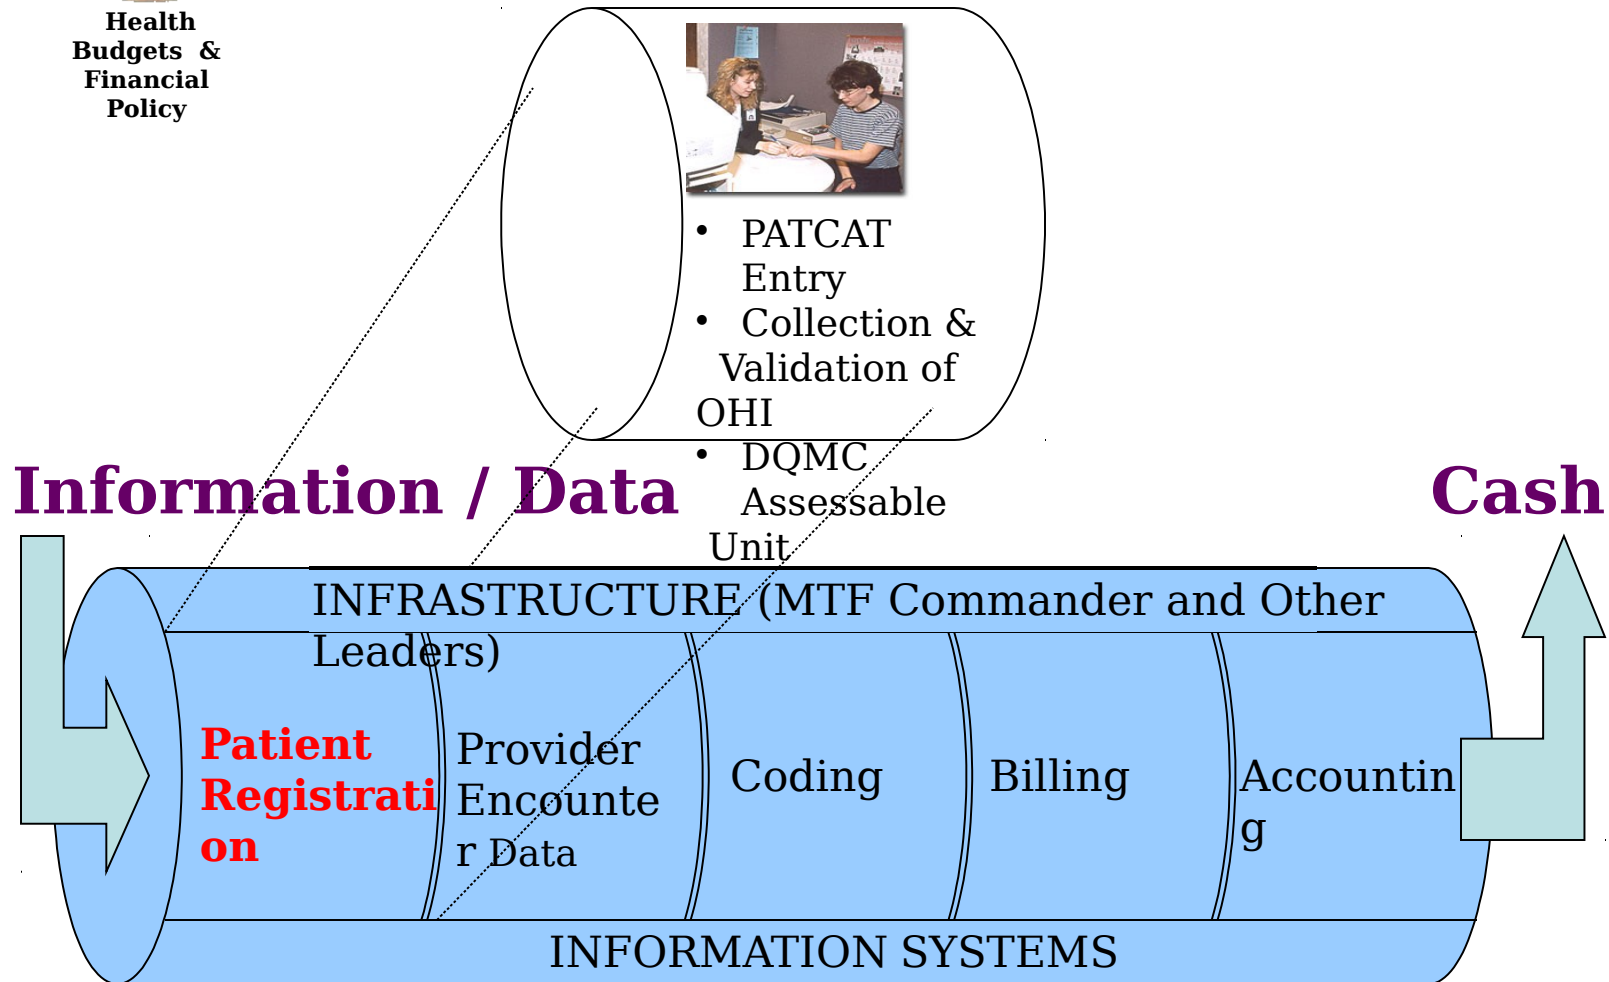 Health
Budgets &
Financial
Policy
• PATCAT
Entry
• Collection &
Validation of
OHI
• DQMC
Assessable
Unit
Information / Data
Cash
INFRASTRUCTURE (MTF Commander and Other
Leaders)
Patient
Registrati
on
Provider
Encounte
r Data
Coding
Billing
Accountin
g
INFORMATION SYSTEMS